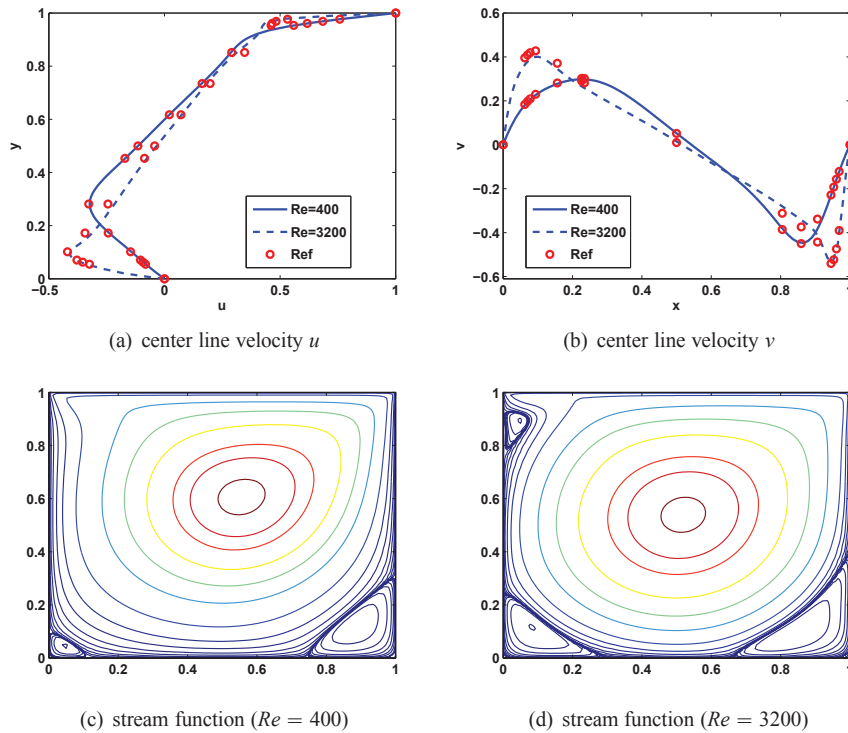 1
0.8
0.6
0.4
0.2
0
y
−0.5 0 0.5 1
u
Re=400
Re=3200
Ref
(a) center line velocity u
0.6
0.4
0.2
0
−0.2
−0.4
−0.6
v
0 0.2 0.4 0.6 0.8 1
x
Re=400
Re=3200
Ref
(b) center line velocity v
1
0.8
0.6
0.4
0.2
0
0 0.2 0.4 0.6 0.8 1
(c) stream function (Re = 400)
1
0.8
0.6
0.4
0.2
0
0 0.2 0.4 0.6 0.8 1
(d) stream function (Re = 3200)